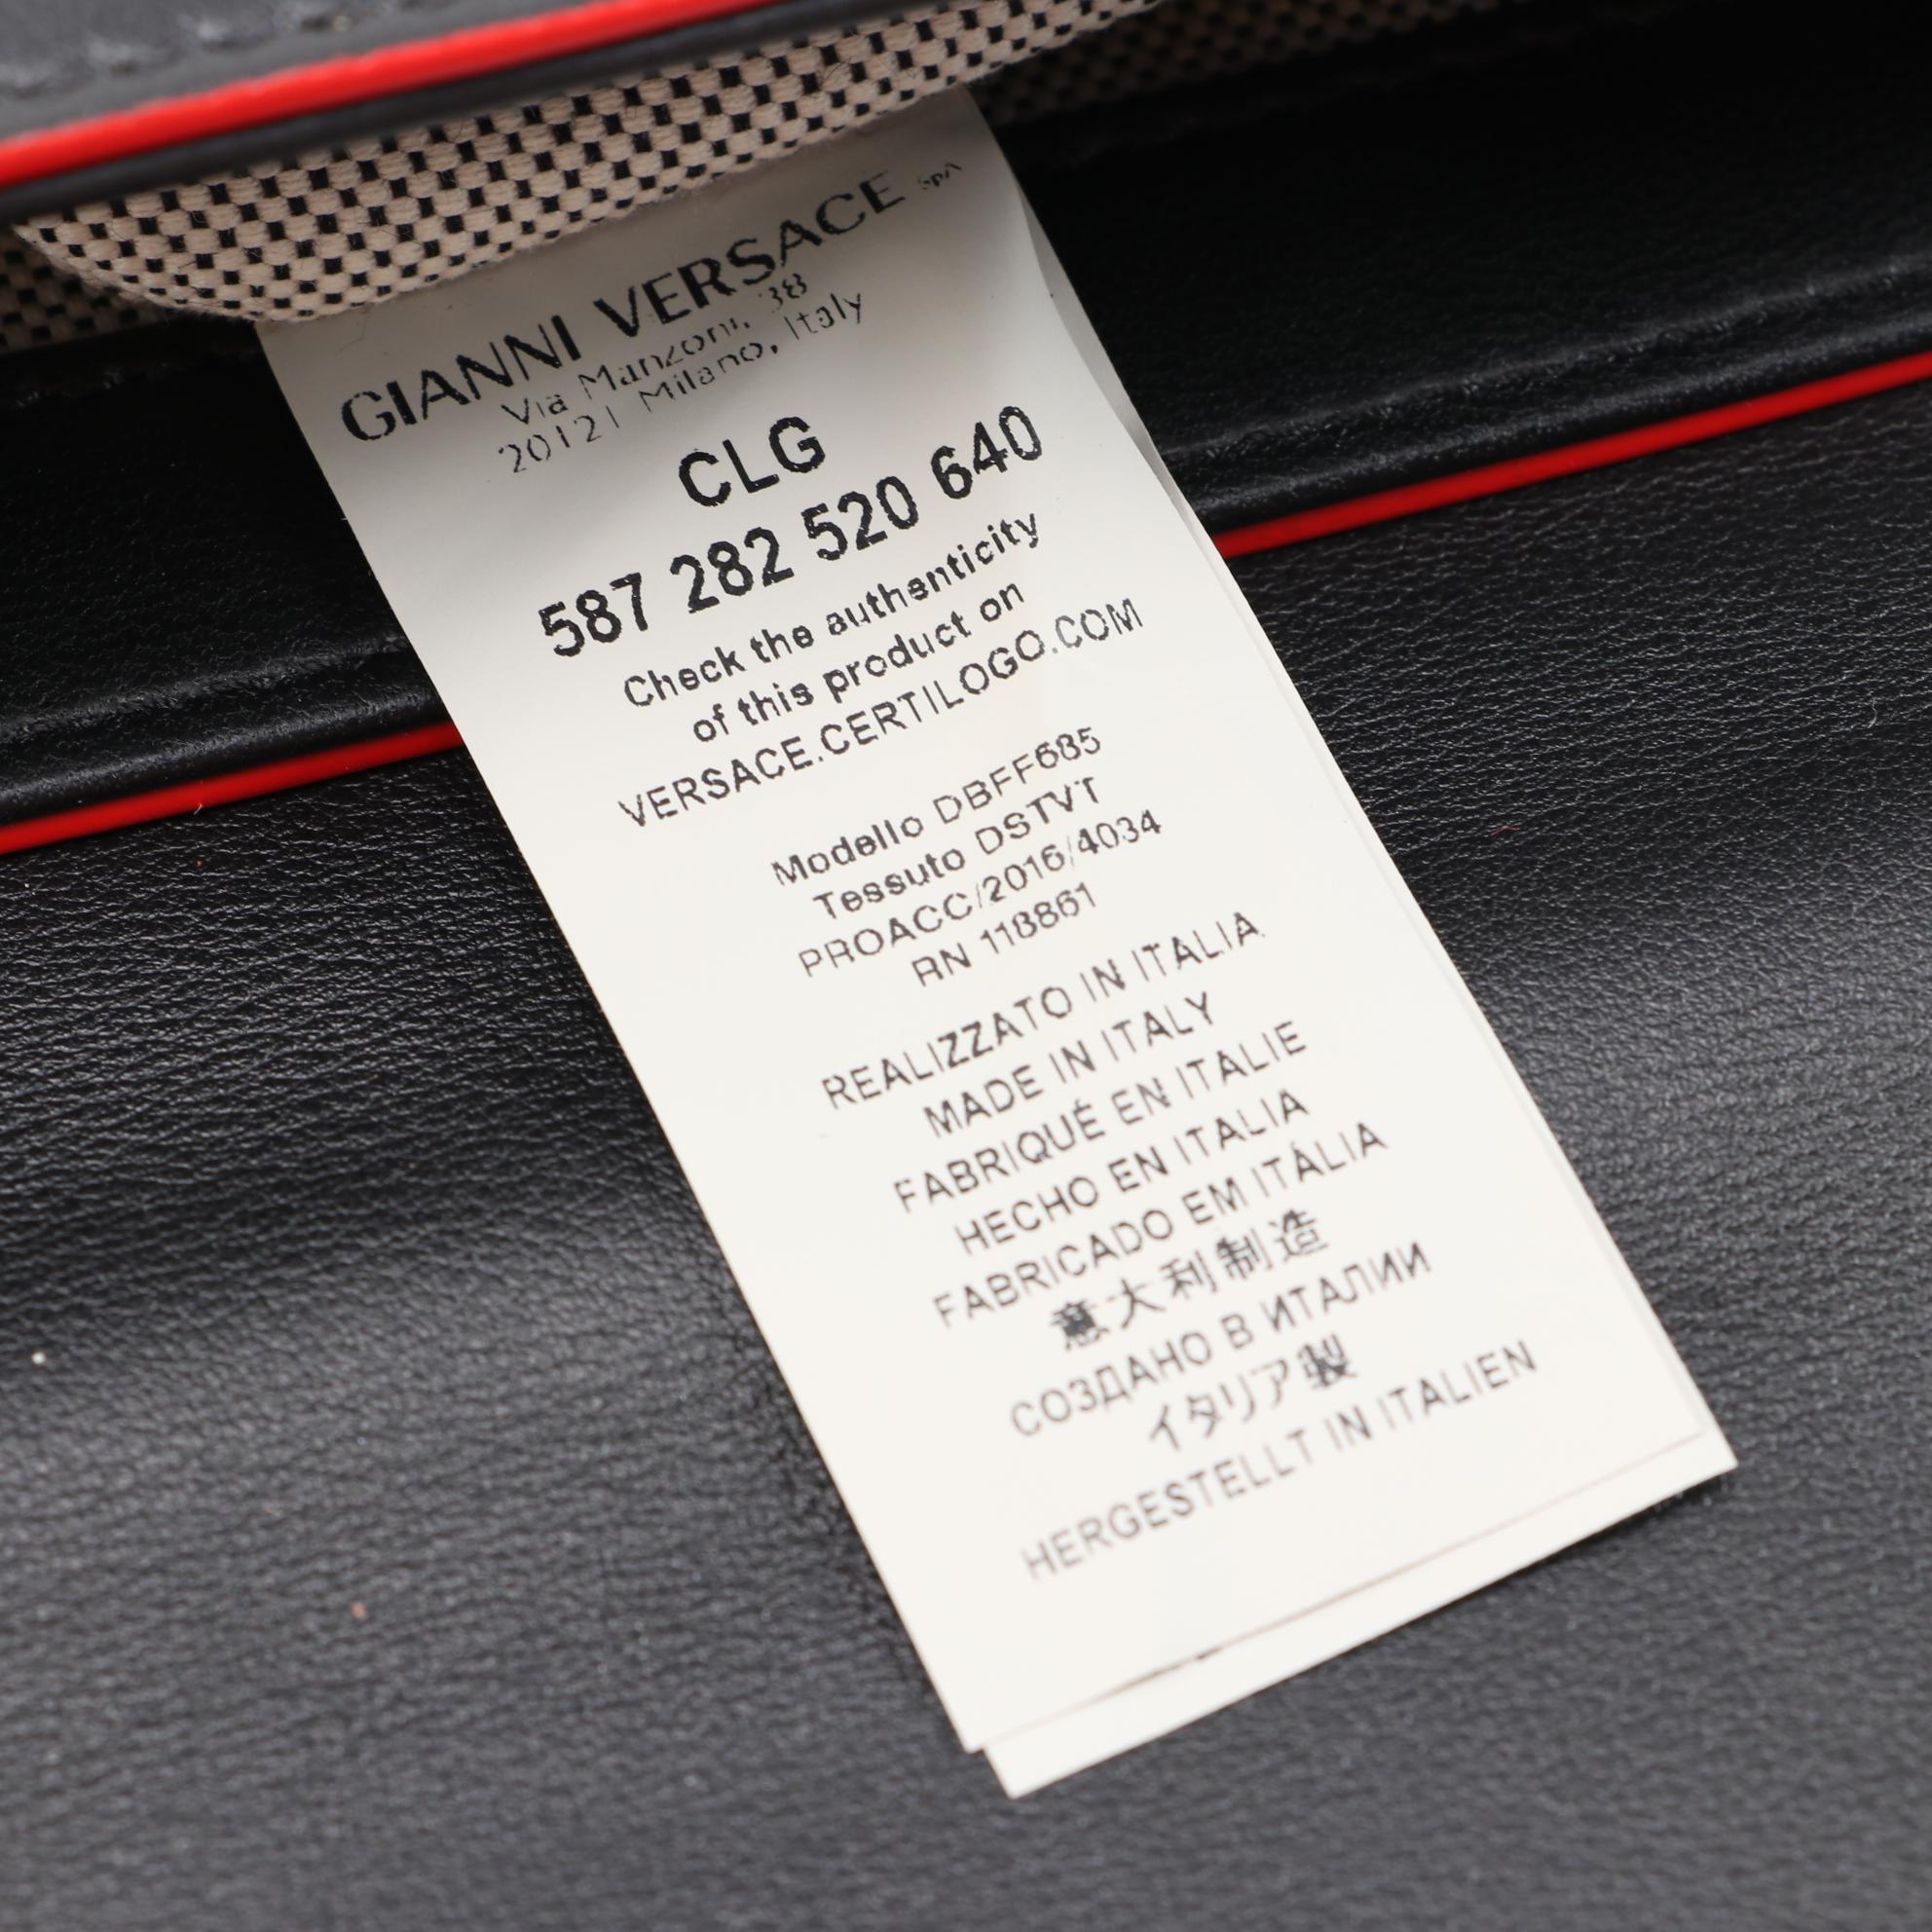 GIANNI VERSACE SpA
Via Manzoni, 38
20121 Milano, Italy
CLG
587 282 520 640
Check the authenticity
of this product on
VERSACE.CERTILOGO.COM
Modello DBFF685
Tessuto DSTVT
PROACC/2016/4034
RN 118861
REALIZZATO IN ITALIA
MADE IN ITALY
FABRIQUÉ EN ITALIE
HECHO EN ITALIA
FABRICADO EM ITÁLIA
意大利制造
СОЗДАНО В ИТАЛИИ
イタリア製
HERGESTELLT IN ITALIEN